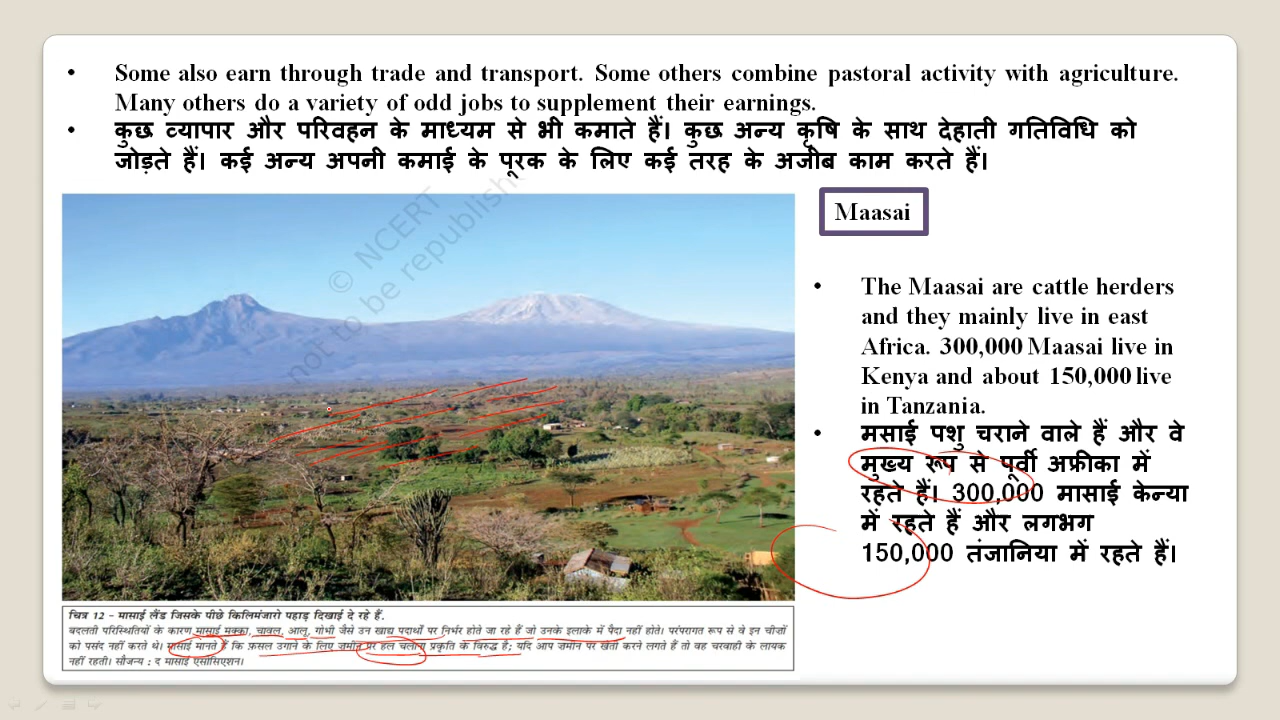 • Some also earn through trade and transport. Some others combine pastoral activity with agriculture.
Many others do a variety of odd jobs to supplement their earnings.
• कुछ व्यापार और परिवहन के माध्यम से भी कमाते हैं। कुछ अन्य कृषि के साथ देहाती गतिविधि को
जोड़ते हैं। कई अन्य अपनी कमाई के पूरक के लिए कई तरह के अजीब काम करते हैं।
© NCERT
not to be republish
Maasai
• The Maasai are cattle herders
and they mainly live in east
Africa. 300,000 Maasai live in
Kenya and about 150,000 live
in Tanzania.
• मसाई पशु चराने वाले हैं और वे
मुख्य रूप से पूर्वी अफ्रीका में
रहते हैं। 300,000 मासाई केन्या
में रहते हैं और लगभग
150,000 तंजानिया में रहते हैं।
चित्र 12 – मासाई लैंड जिसके पीछे किलिमंजारो पहाड़ दिखाई दे रहे हैं.
बदलती परिस्थितियों के कारण मासाई मक्का, चावल, आलू, गोभी जैसे उन खाद्य पदार्थों पर निर्भर होते जा रहे हैं जो उनके इलाके में पैदा नहीं होते। परंपरागत रूप से वे इन चीज़ों
को पसंद नहीं करते थे। मासाई मानते हैं कि फ़सल उगाने के लिए ज़मीन पर हल चलाना प्रकृति के विरुद्ध है; यदि आप ज़मीन पर खेती करने लगते हैं तो वह चरवाहों के लायक
नहीं रहती। सौजन्य : द मासाई एसोसिएशन।